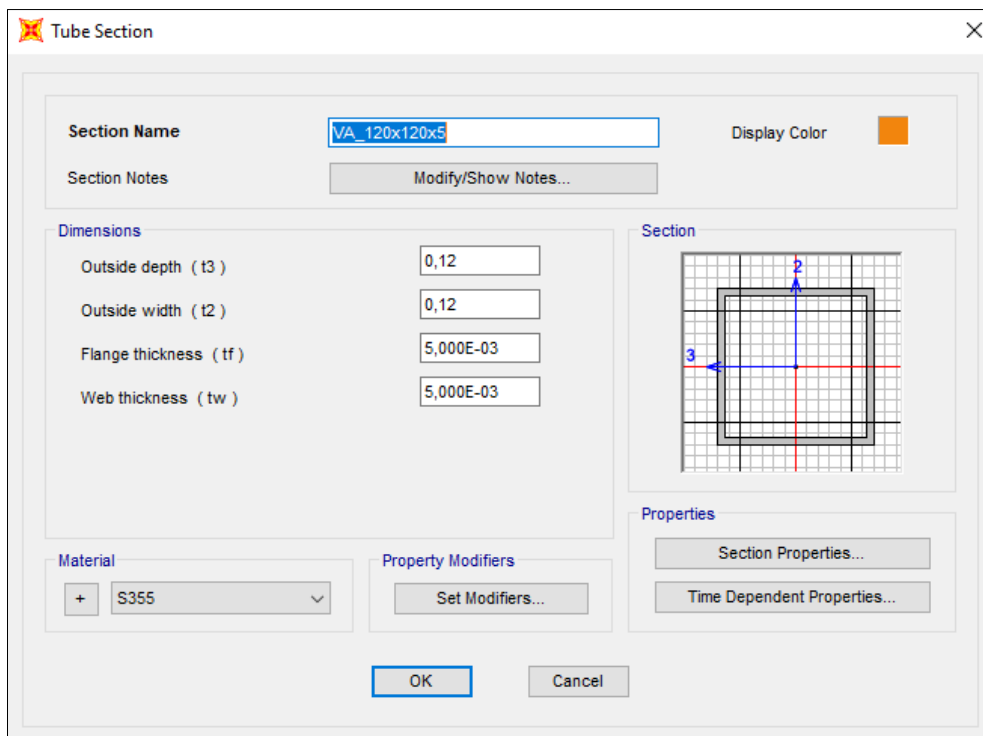 Tube Section
Section Name
VA_120x120x5
Display Color
Section Notes
Modify/Show Notes...
Dimensions
Outside depth ( t3 )
0,12
Outside width ( t2 )
0,12
Flange thickness ( tf )
5,000E-03
Web thickness ( tw )
5,000E-03
Section
2
3
Properties
Section Properties...
Time Dependent Properties...
Material
+
S355
Property Modifiers
Set Modifiers...
OK
Cancel